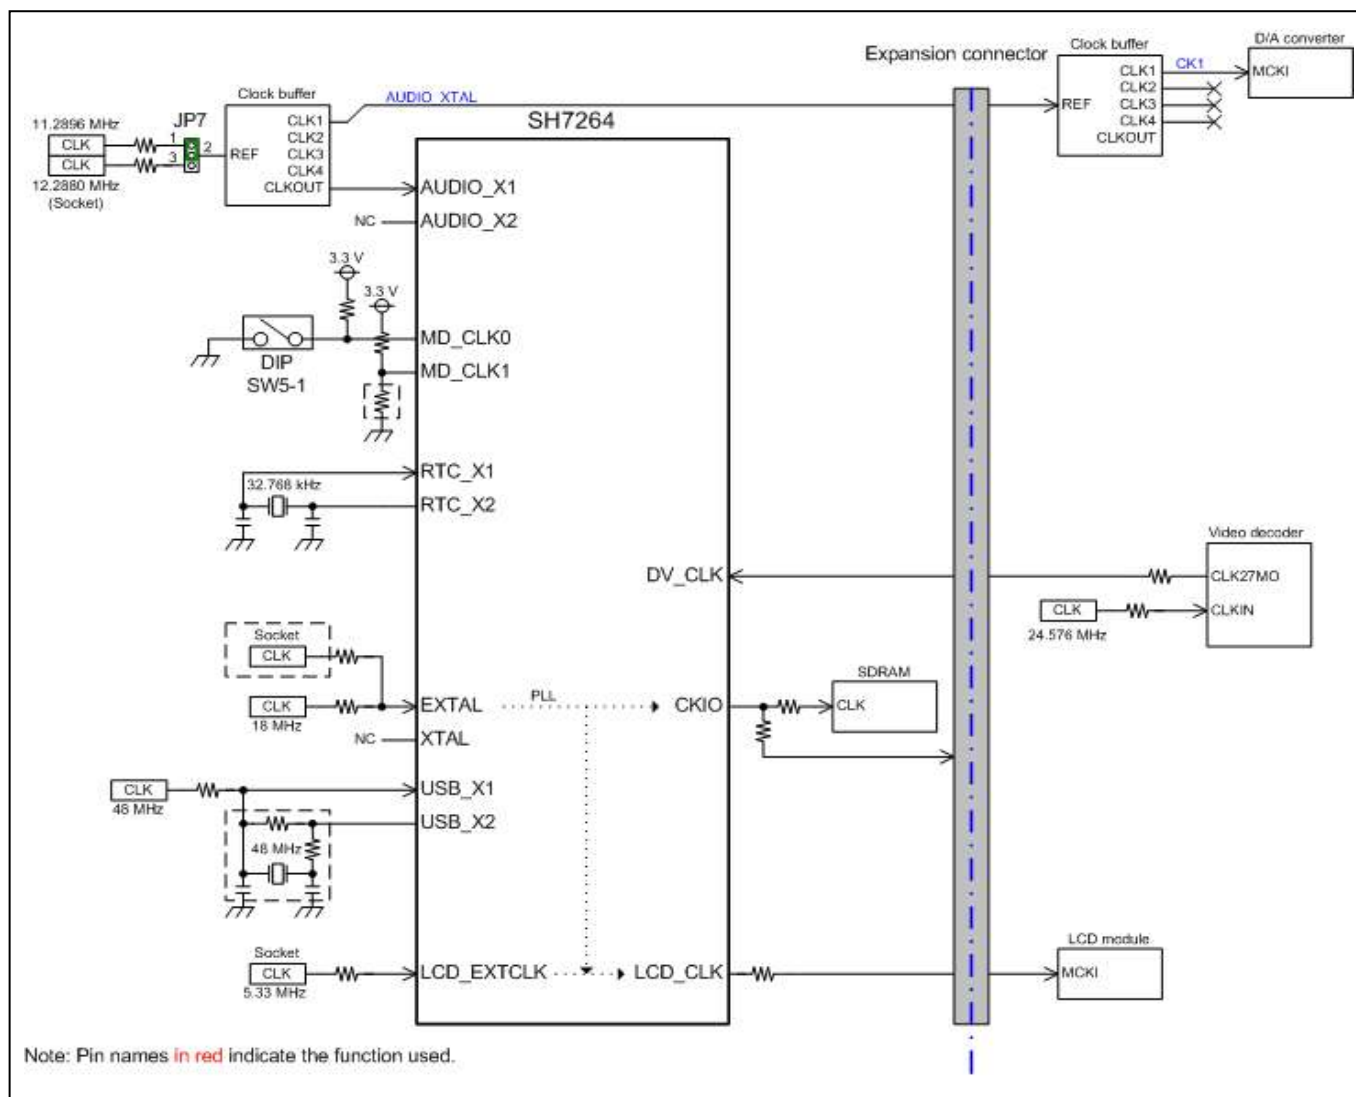 Expansion connector
Clock buffer
D/A converter
CLK1
CK1
MCKI
CLK2
REF
CLK3
CLK4
CLKOUT
Clock buffer
AUDIO_XTAL
11.2896 MHz
JP7
CLK
1
2
3
CLK
12.2880 MHz
(Socket)
REF
CLK1
CLK2
CLK3
CLK4
CLKOUT
SH7264
AUDIO_X1
NC
AUDIO_X2
3.3 V
3.3 V
MD_CLK0
DIP
SW5-1
MD_CLK1
RTC_X1
32.768 kHz
RTC_X2
DV_CLK
Video decoder
CLK27MO
CLK
CLKIN
24.576 MHz
Socket
CLK
CLK
18 MHz
EXTAL
PLL
CKIO
SDRAM
CLK
NC
XTAL
CLK
48 MHz
USB_X1
USB_X2
48 MHz
Socket
CLK
5.33 MHz
LCD_EXTCLK
LCD_CLK
LCD module
MCKI
Note: Pin names in red indicate the function used.